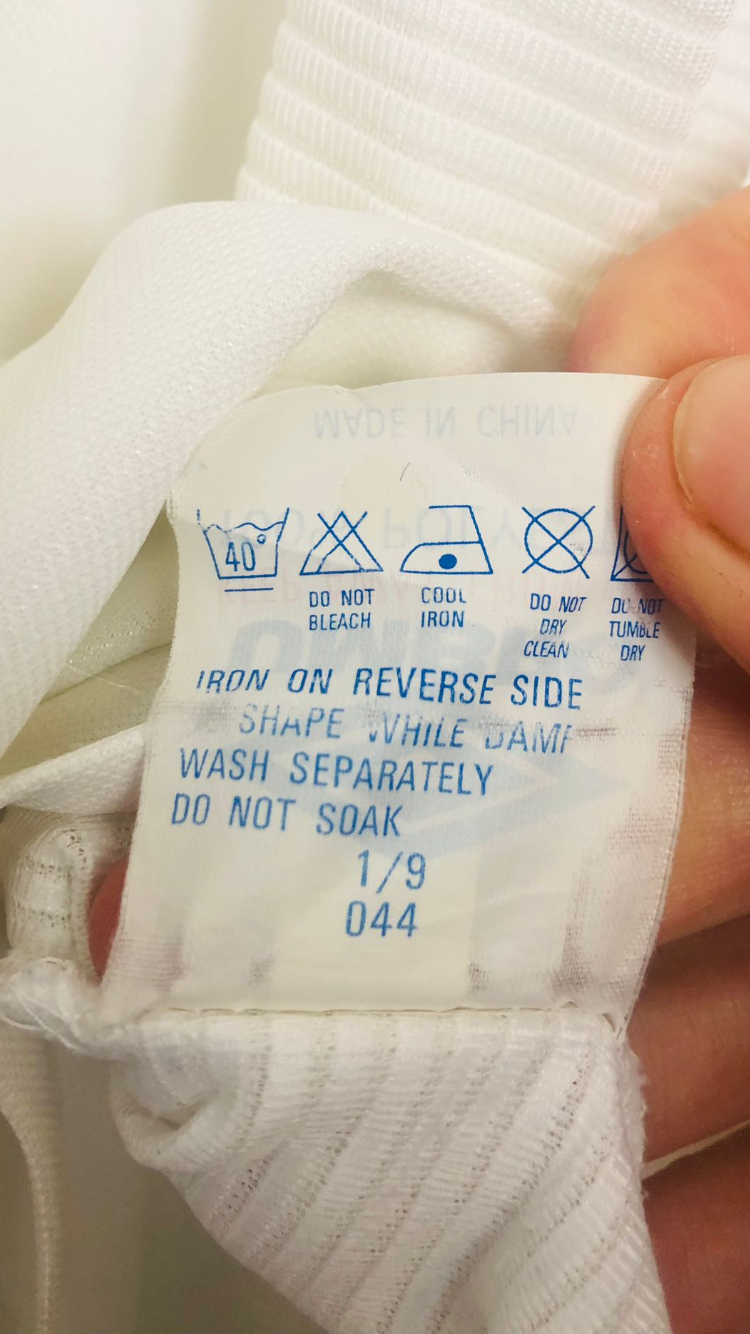 MADE IN CHINA
40°
DO NOT BLEACH
COOL IRON
DO NOT DRY CLEAN
DO NOT TUMBLE DRY
IRON ON REVERSE SIDE
SHAPE WHILE DAMP
WASH SEPARATELY
DO NOT SOAK
1/9
044